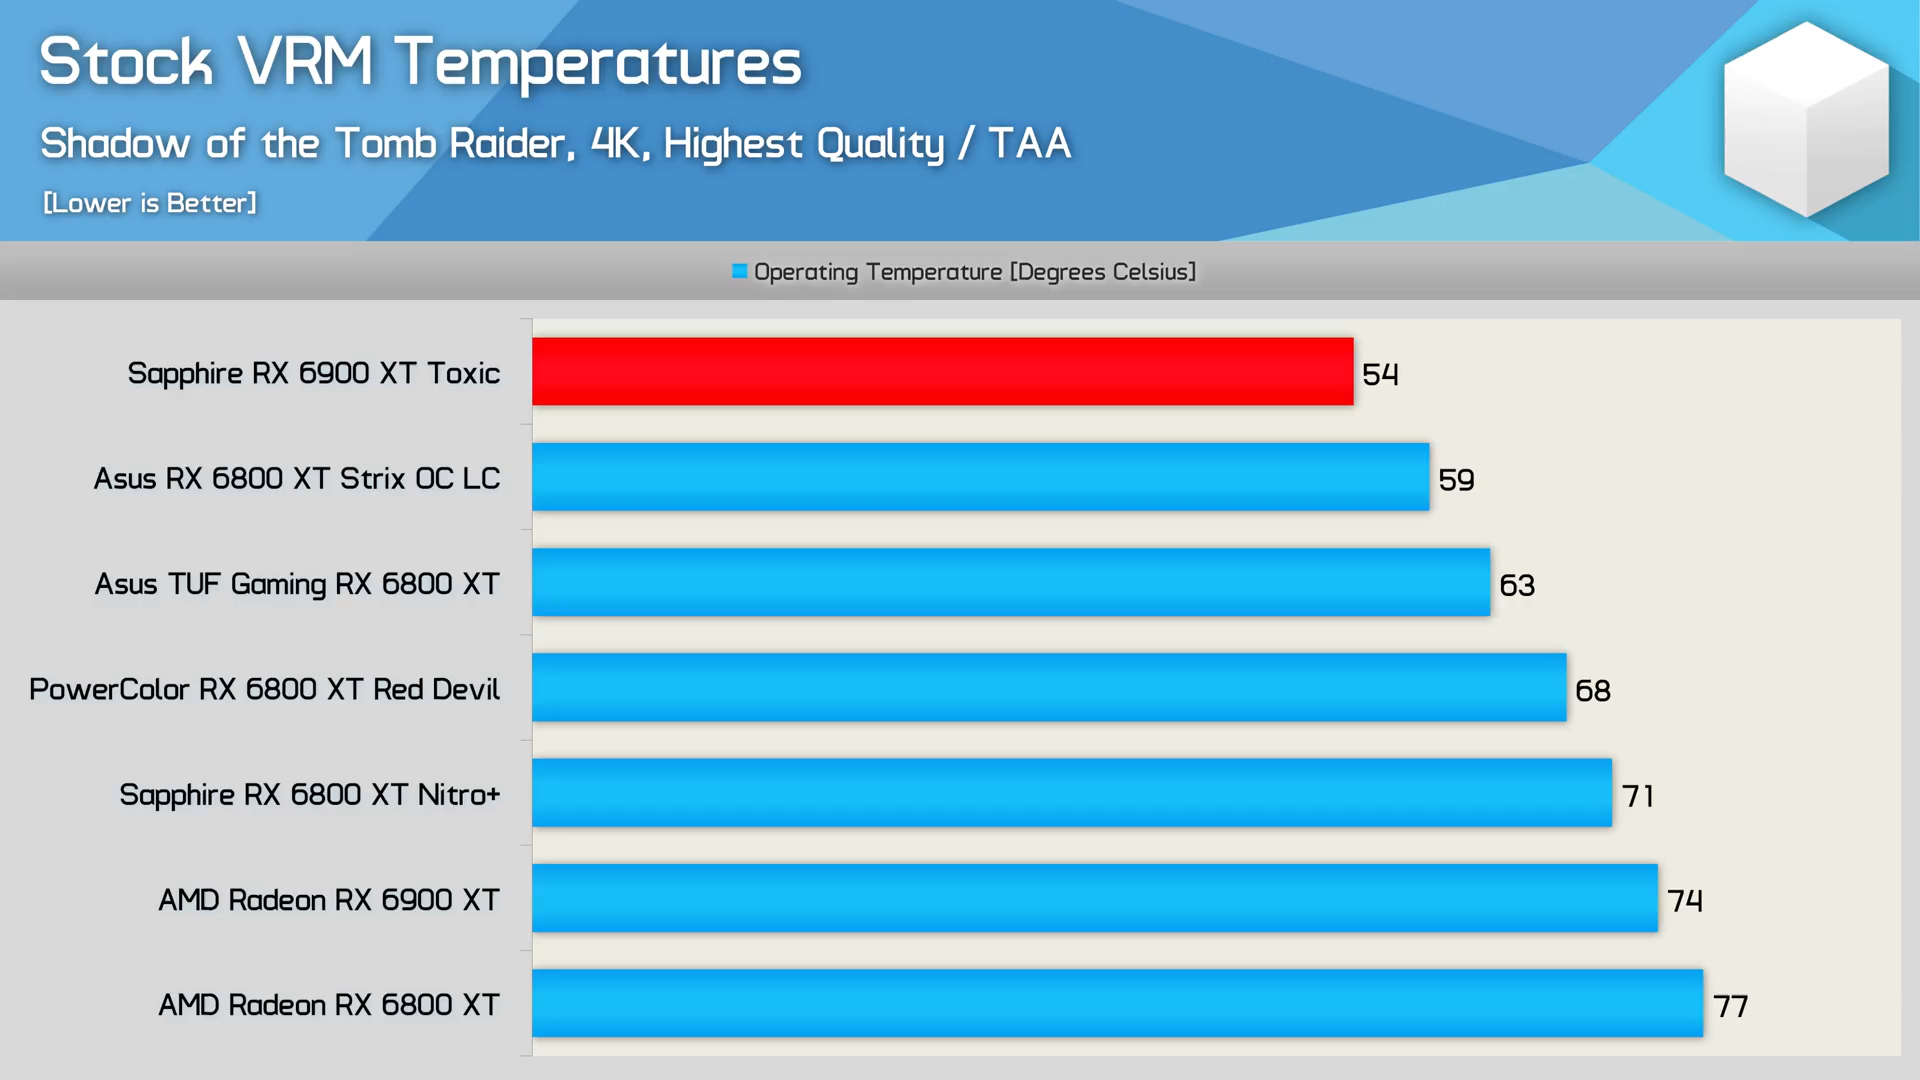 Stock VRM Temperatures
Shadow of the Tomb Raider, 4K, Highest Quality / TAA
[Lower is Better]
Operating Temperature [Degrees Celsius]
Sapphire RX 6900 XT Toxic 54
Asus RX 6800 XT Strix OC LC 59
Asus TUF Gaming RX 6800 XT 63
PowerColor RX 6800 XT Red Devil 68
Sapphire RX 6800 XT Nitro+ 71
AMD Radeon RX 6900 XT 74
AMD Radeon RX 6800 XT 77